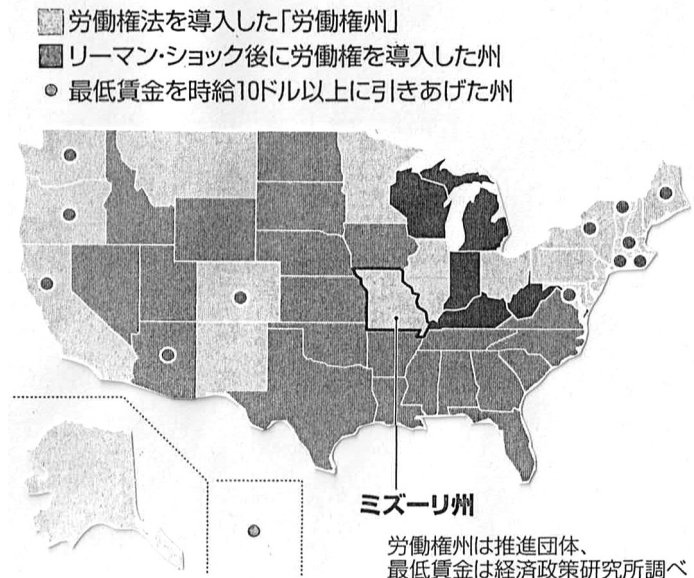 労働権法を導入した「労働権州」
リーマン・ショック後に労働権を導入した州
最低賃金を時給10ドル以上に引きあげた州
ミズーリ州
労働権州は推進団体、
最低賃金は経済政策研究所調べ